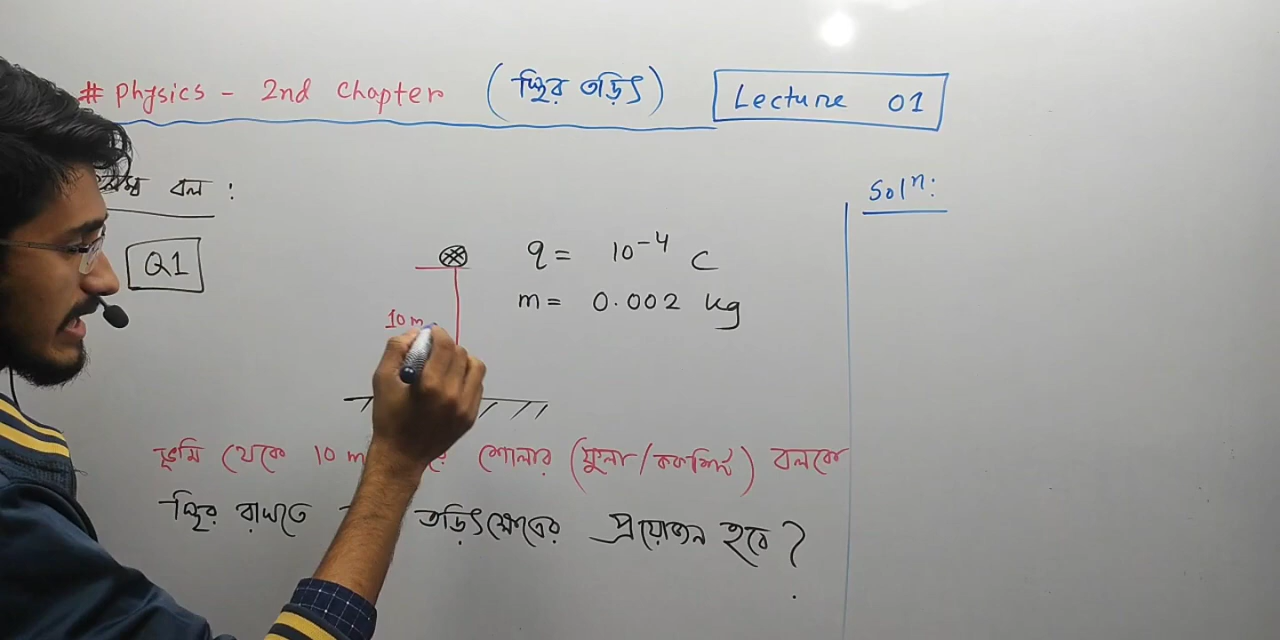 # Physics - 2nd Chapter (স্থির তড়িৎ) Lecture 01
বল :
Soln:
Q1
q = 10-4 C
m = 0.002 kg
10 m
ভূমি থেকে 10 m শোলার (তুলা/ককশিট) বলকে
স্থির রাখতে তড়িৎক্ষেত্রের প্রয়োজন হবে ?